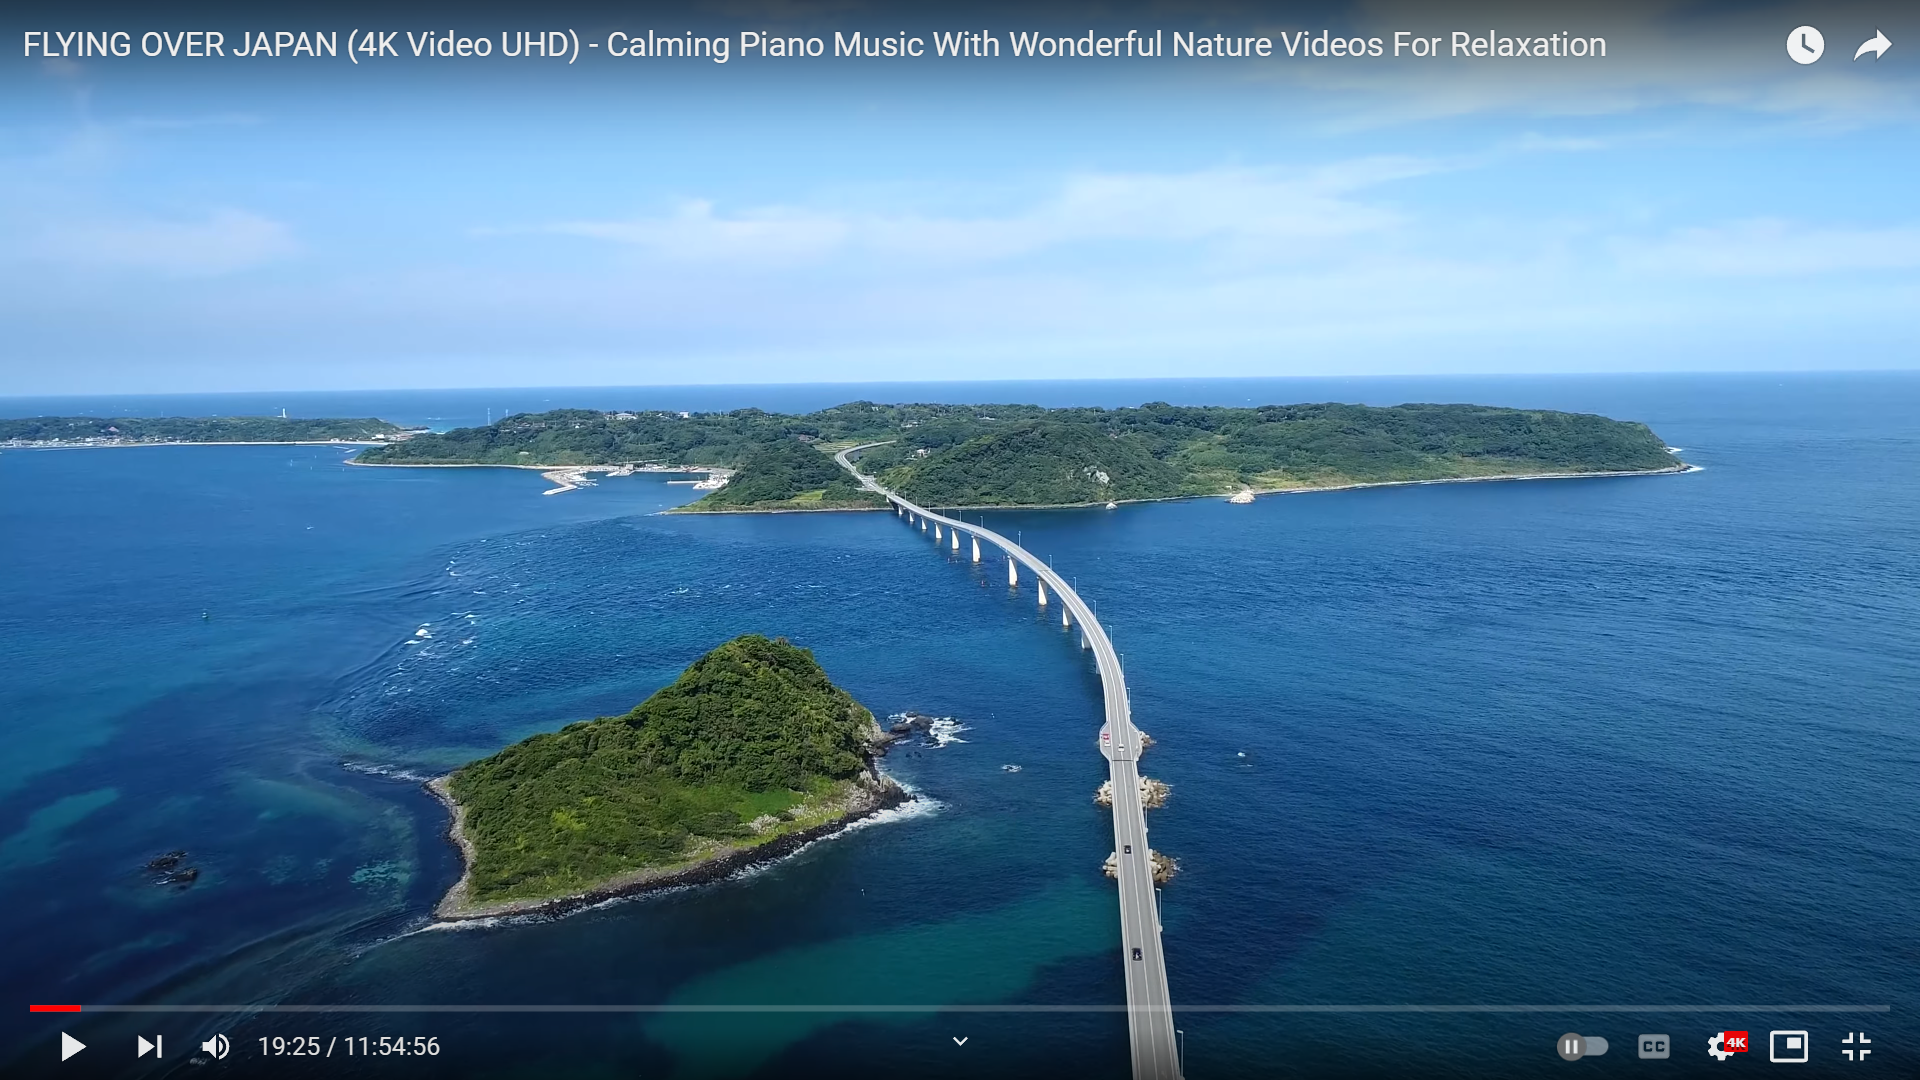 FLYING OVER JAPAN (4K Video UHD) - Calming Piano Music With Wonderful Nature Videos For Relaxation
19:25 / 11:54:56
CC
4K